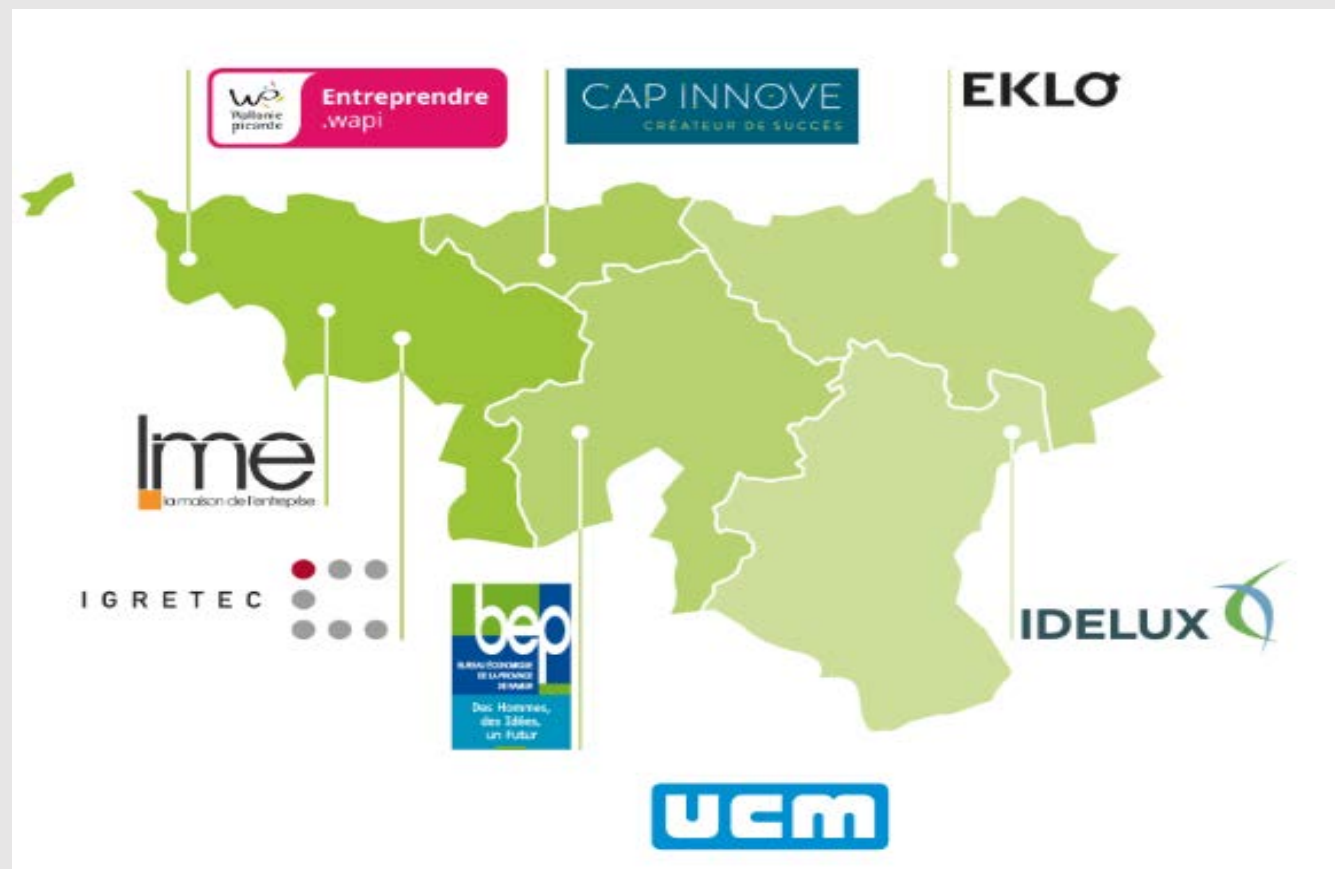 Wallonie
picarde
Entreprendre
.wapi
CAP INNOVE
CRÉATEUR DE SUCCÈS
EKLO
lme
la maison de l'entreprise
IGRETEC
bep
BUREAU ÉCONOMIQUE
DE LA PROVINCE
DE NAMUR
Des Hommes,
des Idées,
un Futur
IDELUX
ucm